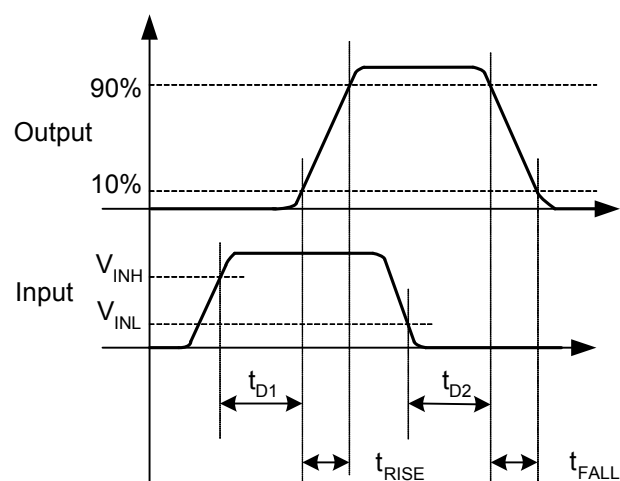 90%
Output
10%
V_INH
Input
V_INL
t_D1
t_D2
t_RISE
t_FALL